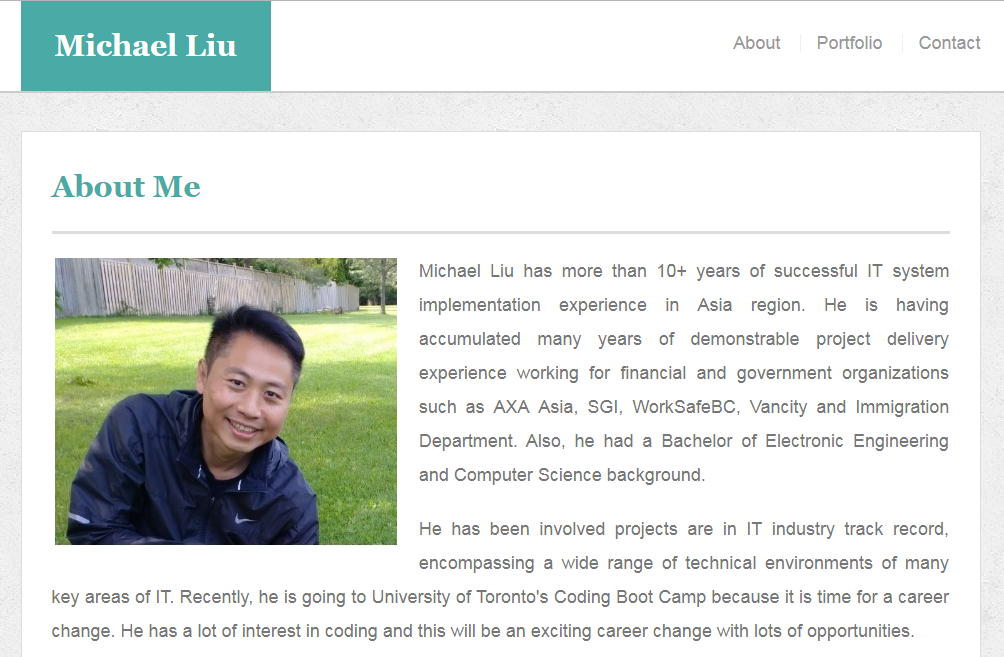 Michael Liu
About
Portfolio
Contact
About Me
Michael Liu has more than 10+ years of successful IT system
implementation experience in Asia region. He is having
accumulated many years of demonstrable project delivery
experience working for financial and government organizations
such as AXA Asia, SGI, WorkSafeBC, Vancity and Immigration
Department. Also, he had a Bachelor of Electronic Engineering
and Computer Science background.
He has been involved projects are in IT industry track record,
encompassing a wide range of technical environments of many
key areas of IT. Recently, he is going to University of Toronto's Coding Boot Camp because it is time for a career
change. He has a lot of interest in coding and this will be an exciting career change with lots of opportunities.